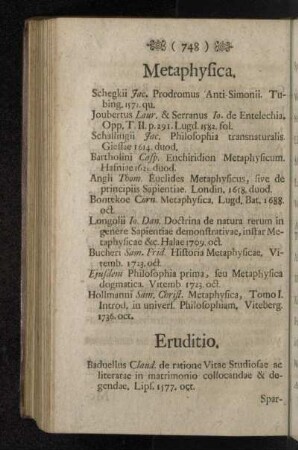 ( 748 )
Metaphysica.
Schegkii Jac. Prodromus Anti-Simonii. Tu-
bing. 1571. qu.
Joubertus Laur. & Serranus Io. de Entelechia,
Opp. T. II. p. 291. Lugd. 1582. fol.
Schallingii Jac. Philosophia transnaturalis.
Giessae 1614. duod.
Bartholini Casp. Enchiridion Metaphysicum.
Hafniae duod.
Angli Thom. Euclides Metaphysicus, sive de
principiis Sapientiae. Londin. 1658. duod.
Bontekoe Corn. Metaphysica, Lugd. Bat. 1688.
oct.
Longolii Io. Dan. Doctrina de natura rerum in
genere Sapientiae demonstrativae, instar Me-
taphysicae &c. Halae 1709. oct.
Bucheri Sam. Frid. Historia Metaphysicae, Vi-
temb. 1723. oct.
Ejusdem Philosophia prima, seu Metaphysica
dogmatica. Vitemb. 1723. oct.
Hollmanni Sam. Christ. Metaphysica, Tomo I.
Introd. in univers. Philosophiam, Viteberg.
1736. oct.
Eruditio.
Baduellus Claud. de ratione Vitae Studiosae ac
literatae in matrimonio collocandae & de-
gendae, Lips. 1577. oct.
Spar-